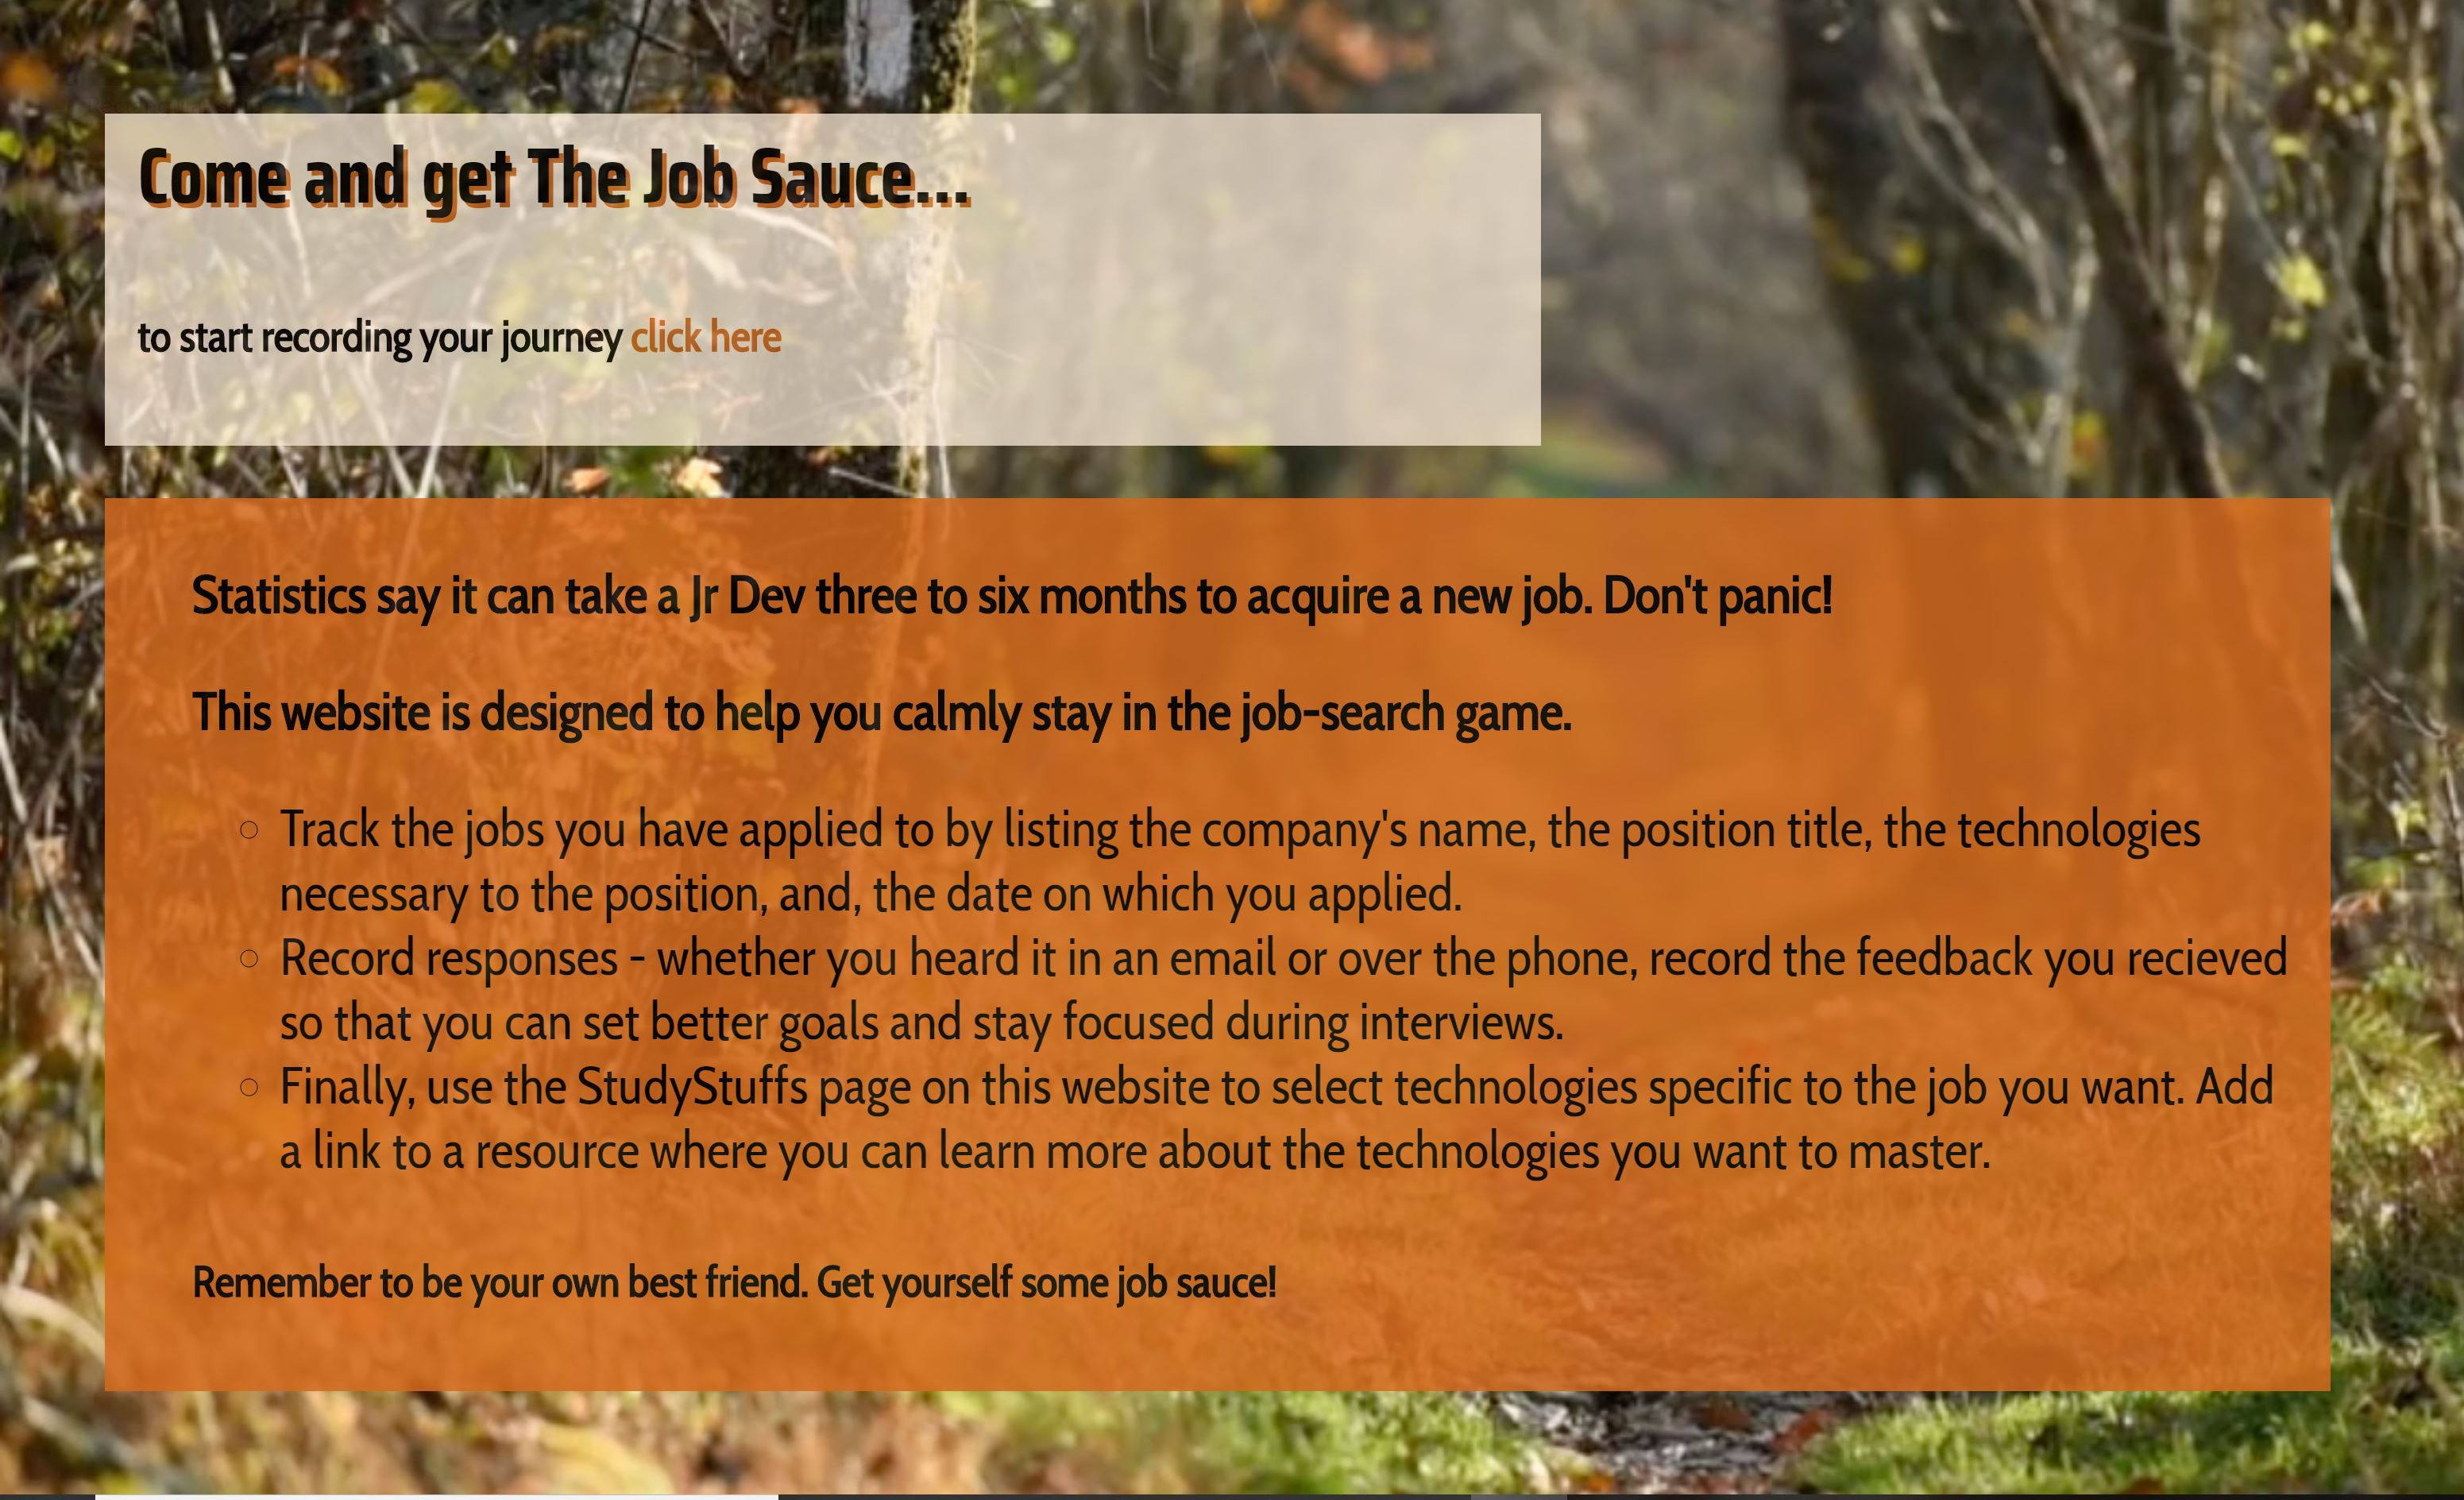 Come and get The Job Sauce...
to start recording your journey click here
Statistics say it can take a Jr Dev three to six months to acquire a new job. Don't panic!
This website is designed to help you calmly stay in the job-search game.
Track the jobs you have applied to by listing the company's name, the position title, the technologies
necessary to the position, and, the date on which you applied.
Record responses - whether you heard it in an email or over the phone, record the feedback you recieved
so that you can set better goals and stay focused during interviews.
Finally, use the StudyStuffs page on this website to select technologies specific to the job you want. Add
a link to a resource where you can learn more about the technologies you want to master.
Remember to be your own best friend. Get yourself some job sauce!